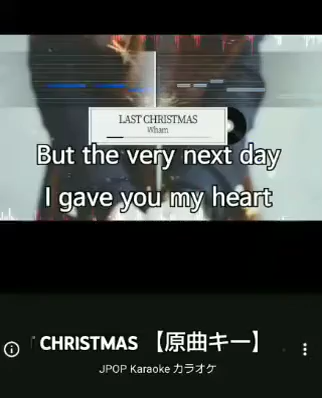 LAST CHRISTMAS
Wham
But the very next day
I gave you my heart
CHRISTMAS 【原曲キー】
JPOP Karaoke カラオケ